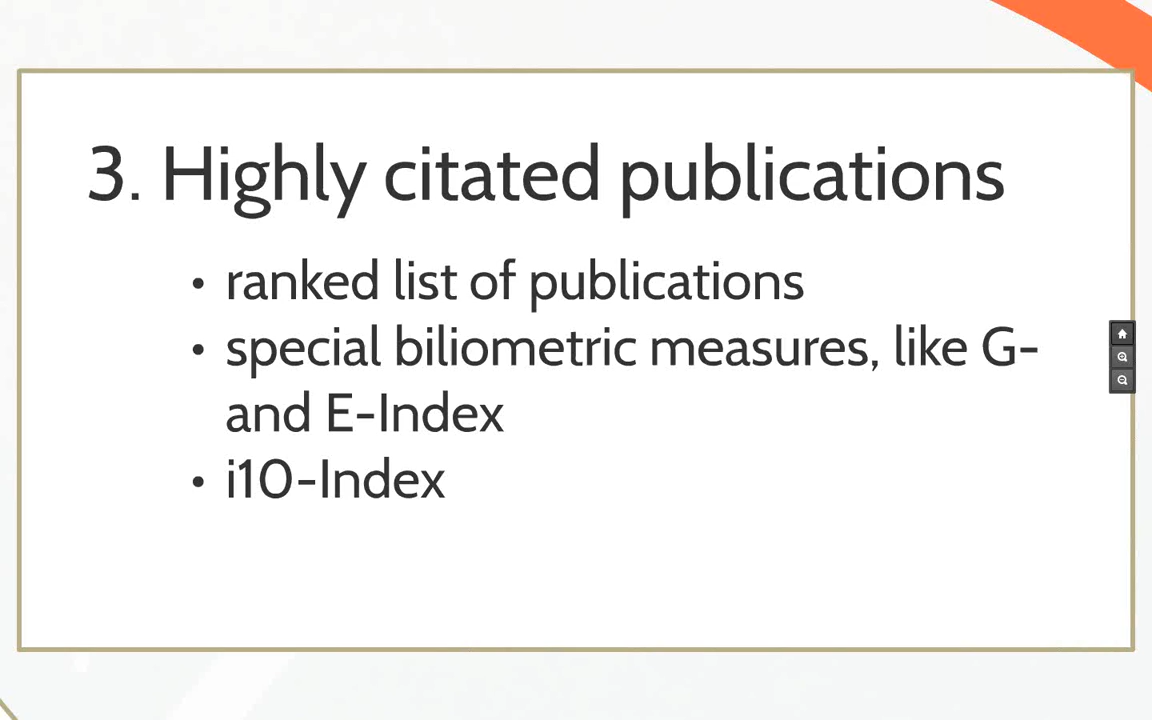 3. Highly citated publications
• ranked list of publications
• special biliometric measures, like G-
and E-Index
• i10-Index